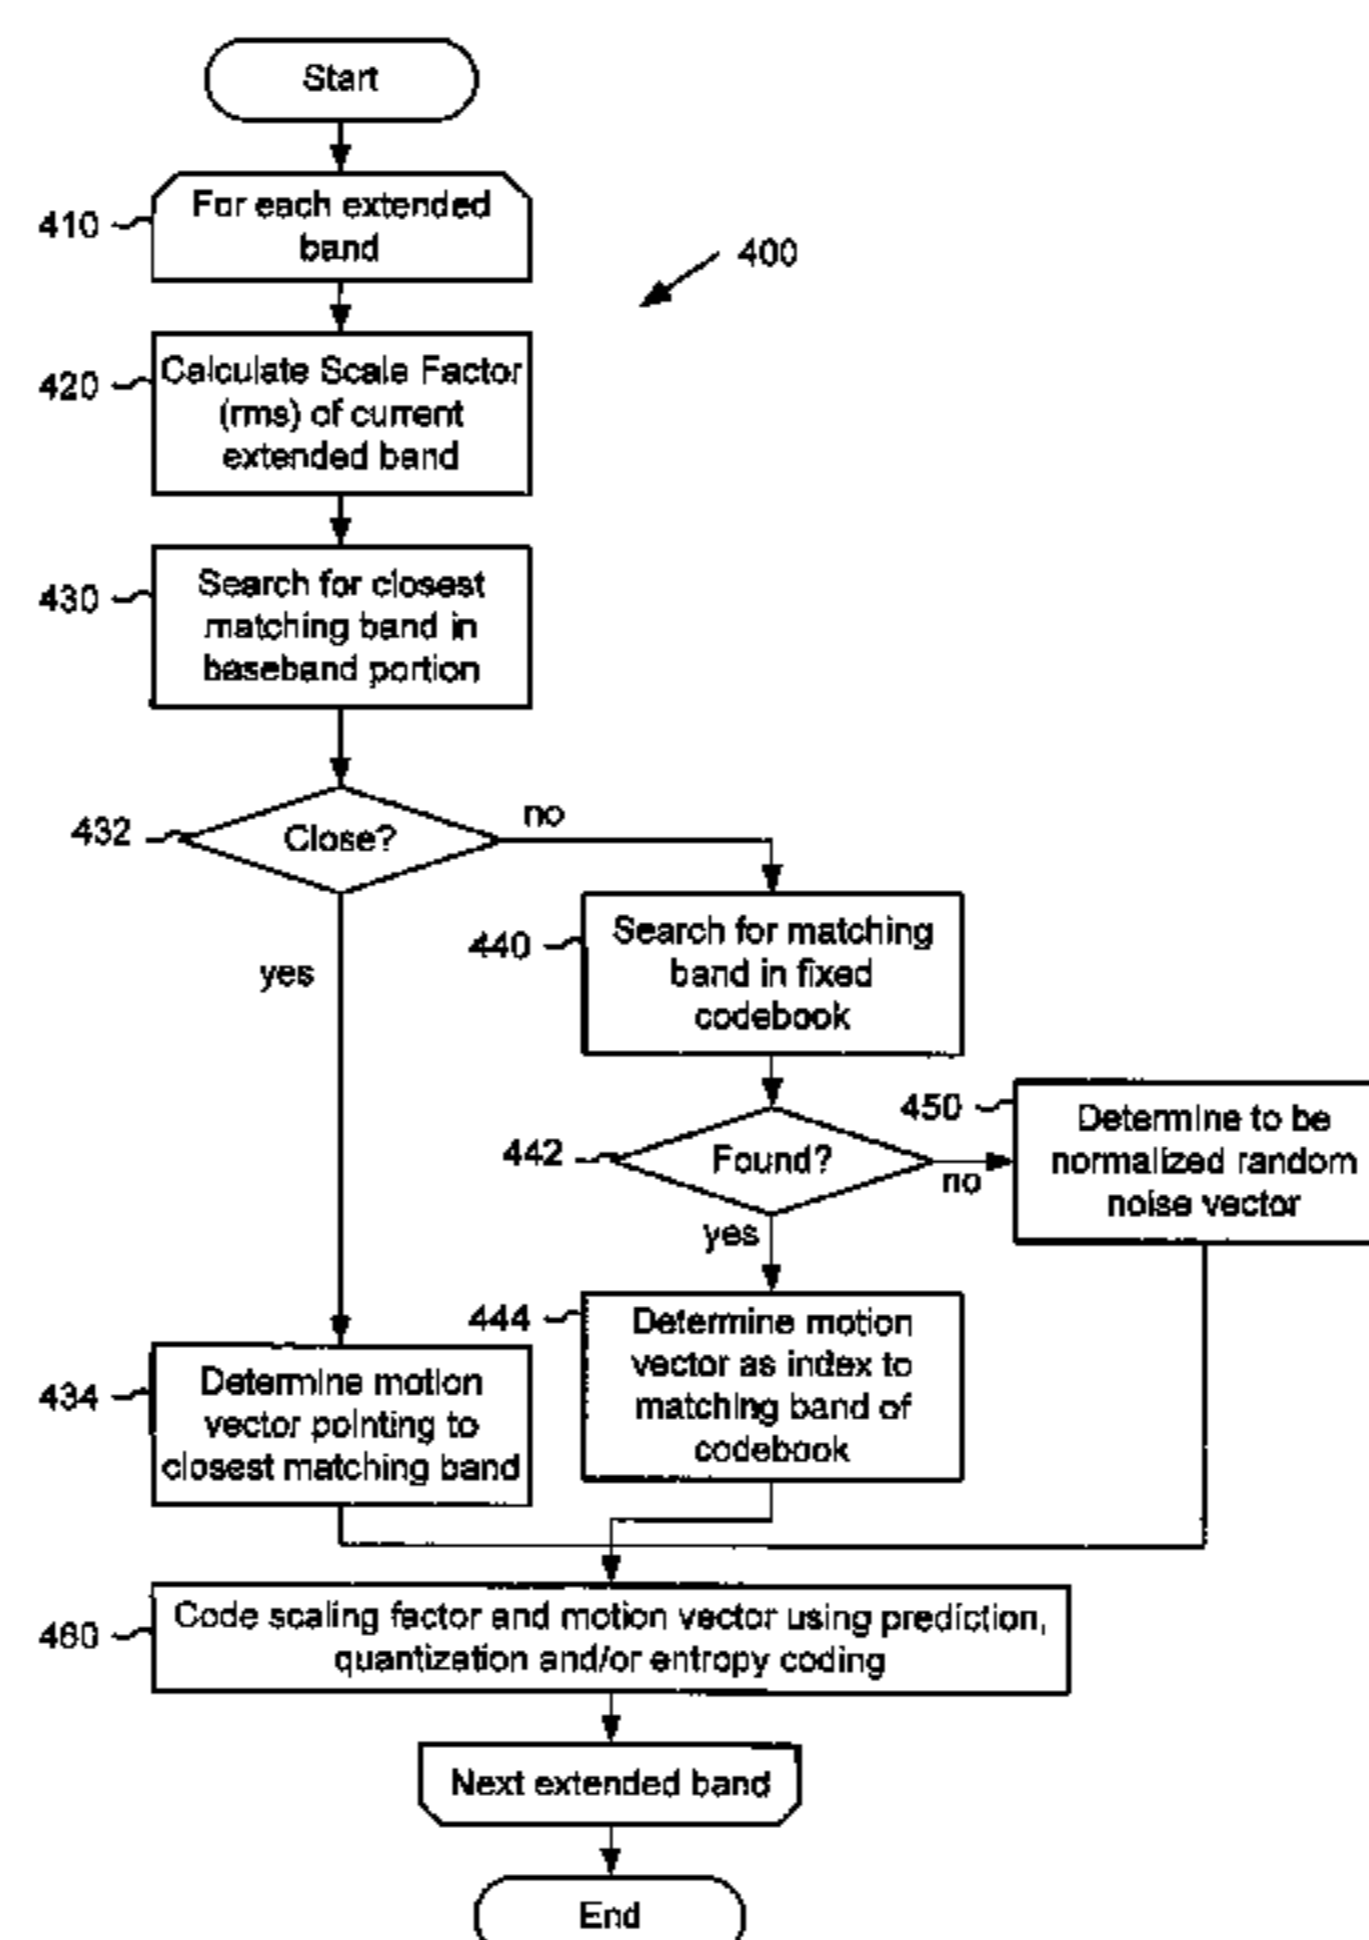 Start
410
For each extended
band
400
420
Calculate Scale Factor
(rms) of current
extended band
430
Search for closest
matching band in
baseband portion
432
Close?
no
yes
440
Search for matching
band in fixed
codebook
442
Found?
no
yes
450
Determine to be
normalized random
noise vector
444
Determine motion
vector as index to
matching band of
codebook
434
Determine motion
vector pointing to
closest matching band
460
Code scaling factor and motion vector using prediction,
quantization and/or entropy coding
Next extended band
End